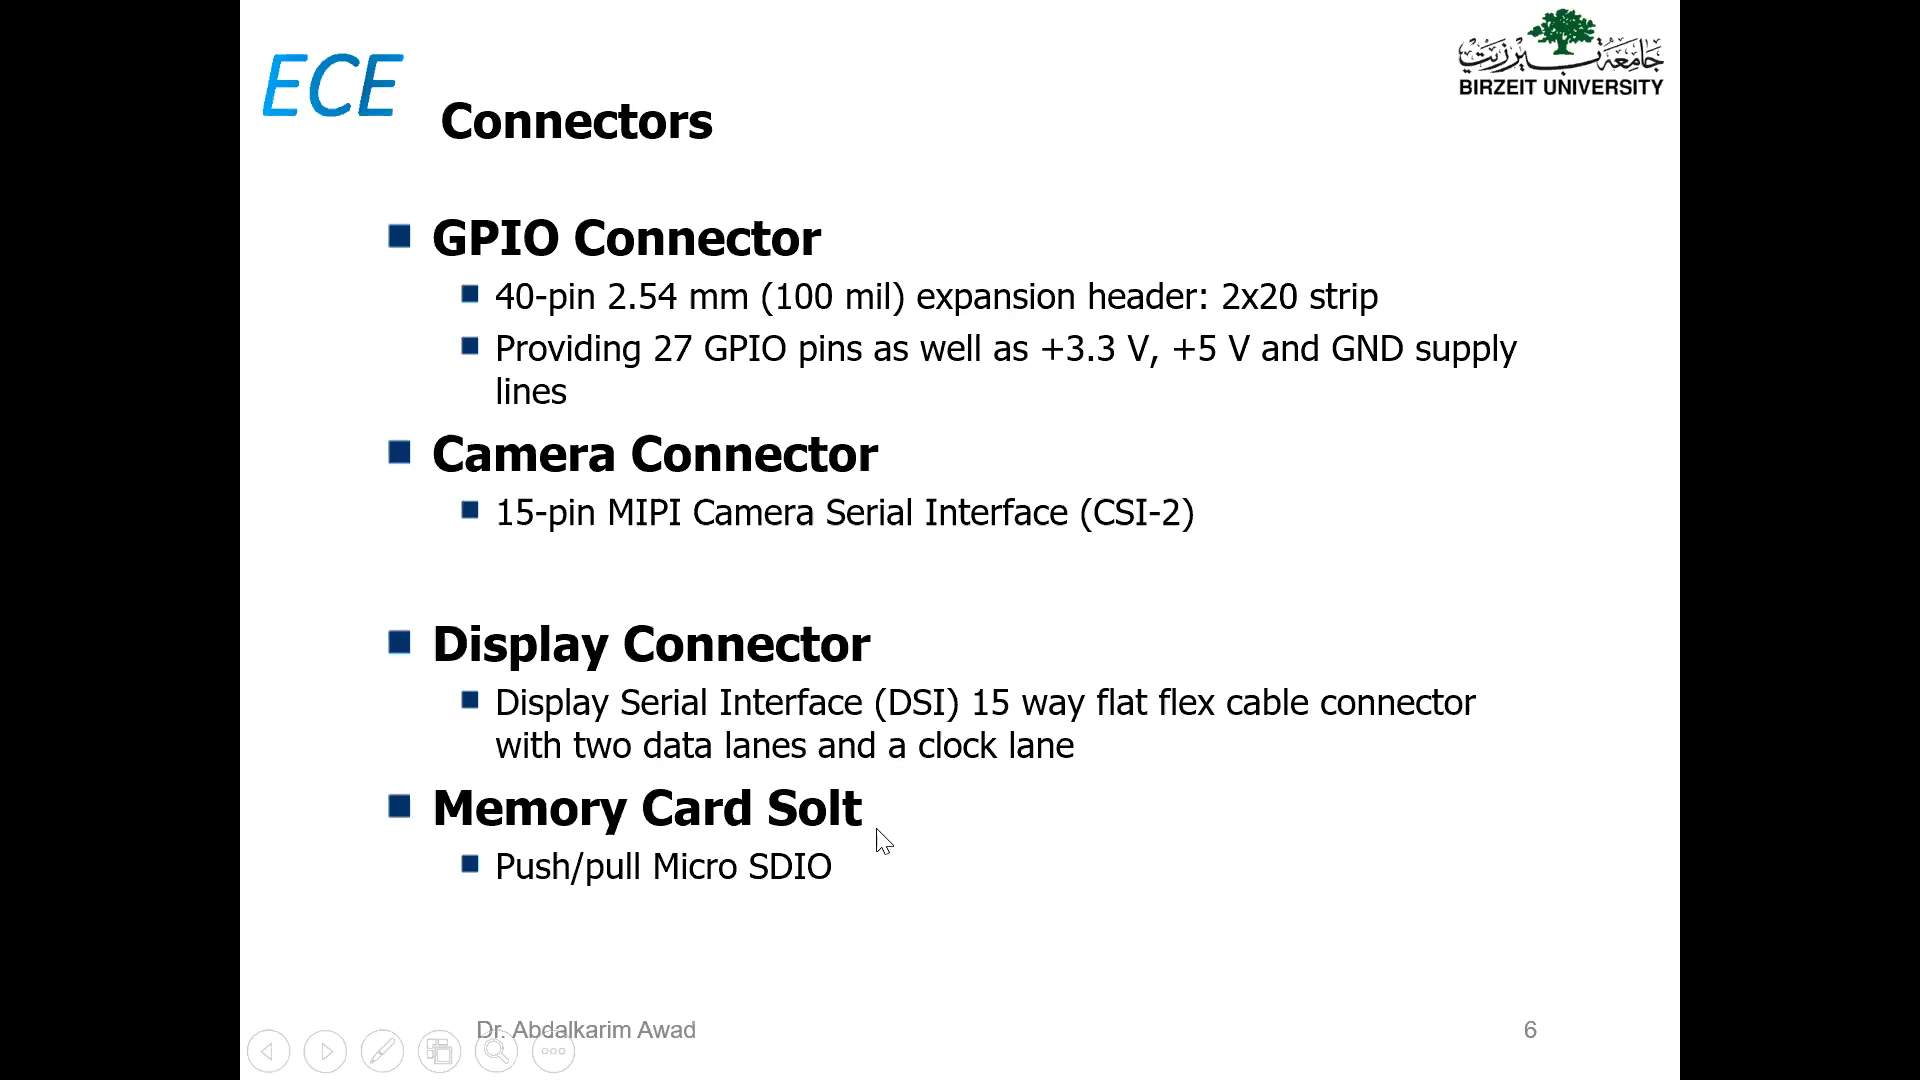 ECE
جامعة بيرزيت
BIRZEIT UNIVERSITY
Connectors
GPIO Connector
40-pin 2.54 mm (100 mil) expansion header: 2x20 strip
Providing 27 GPIO pins as well as +3.3 V, +5 V and GND supply
lines
Camera Connector
15-pin MIPI Camera Serial Interface (CSI-2)
Display Connector
Display Serial Interface (DSI) 15 way flat flex cable connector
with two data lanes and a clock lane
Memory Card Solt
Push/pull Micro SDIO
Dr. Abdalkarim Awad
6